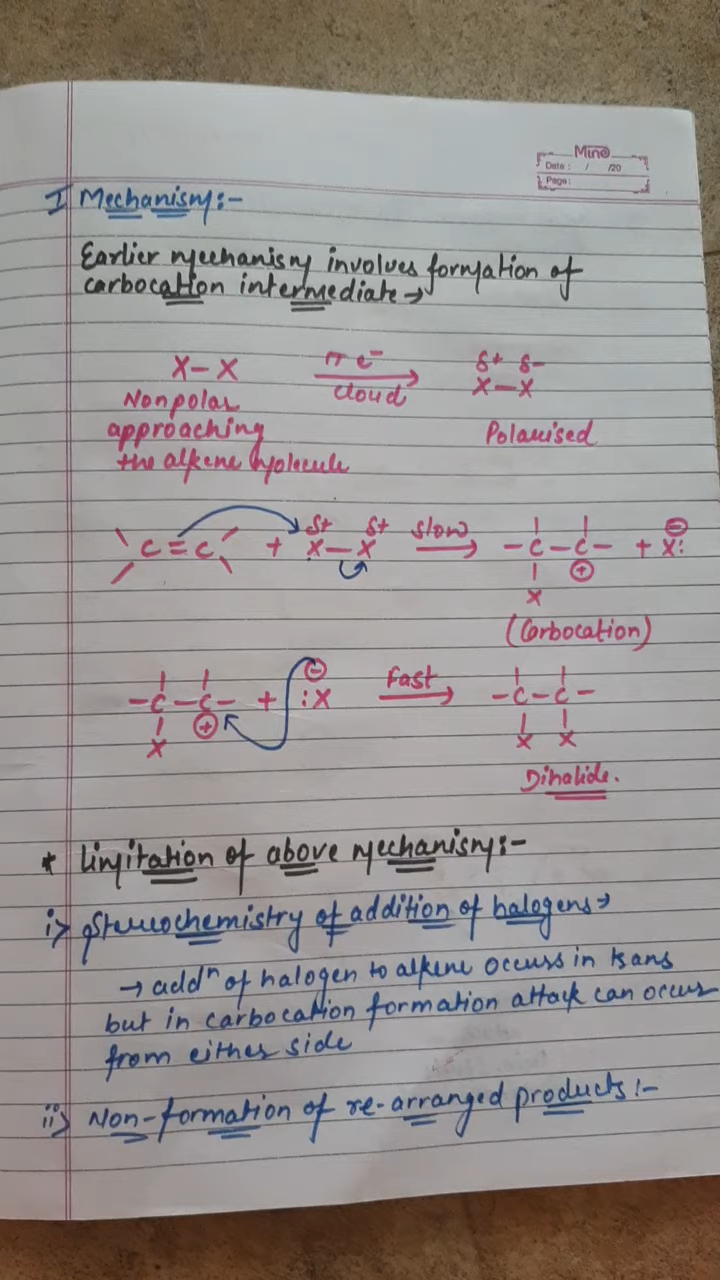 Mino
Date : / /20
Page:
I Mechanism:-
Earlier mechanism involves formation of
carbocation intermediate →
X-X π e⁻ cloud → δ+ δ-
X-X
Nonpolar
approaching
the alkene molecule
Polarised
C=C + δ+ δ+
X-X slow → -C-C- + ⊖
X:
⊕
X
(Carbocation)
-C-C- + ⊖
:X Fast → -C-C-
X ⊕
X X
Dihalide.
* Limitation of above mechanism:-
i> Stereochemistry of addition of halogens→
→ addⁿ of halogen to alkene occurs in trans
but in carbocation formation attack can occur
from either side
ii> Non-formation of re-arranged products:-